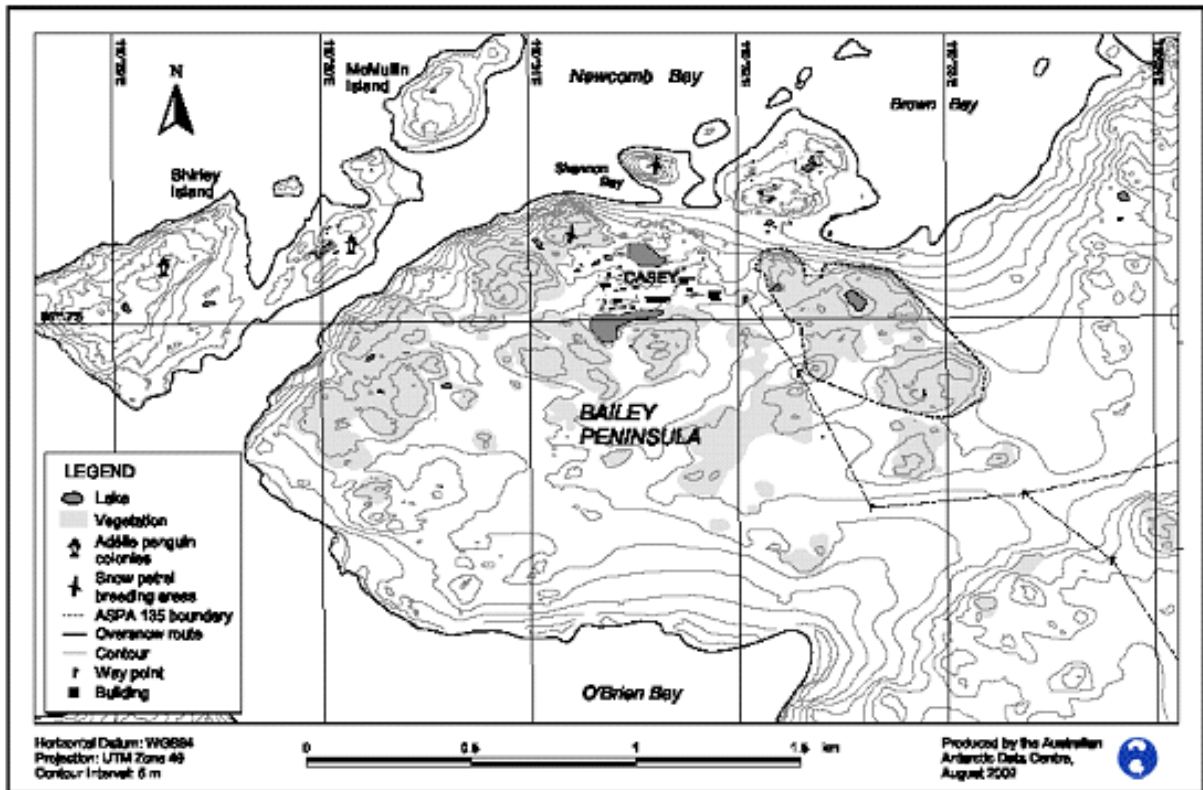 N
McMullin
Island
Newcomb Bay
Brown Bay
Shirley
Island
Shannon
Bay
CASEY
BAILEY
PENINSULA
O'Brien Bay
LEGEND
Lake
Vegetation
Adélie penguin
colonies
Snow petrel
breeding areas
ASPA 135 boundary
Oversnow route
Contour
Way point
Building
Horizontal Datum: WGS84
Projection: UTM Zone 49
Contour Interval: 5 m
0 0.5 1 1.5 km
Produced by the Australian
Antarctic Data Centre,
August 2002